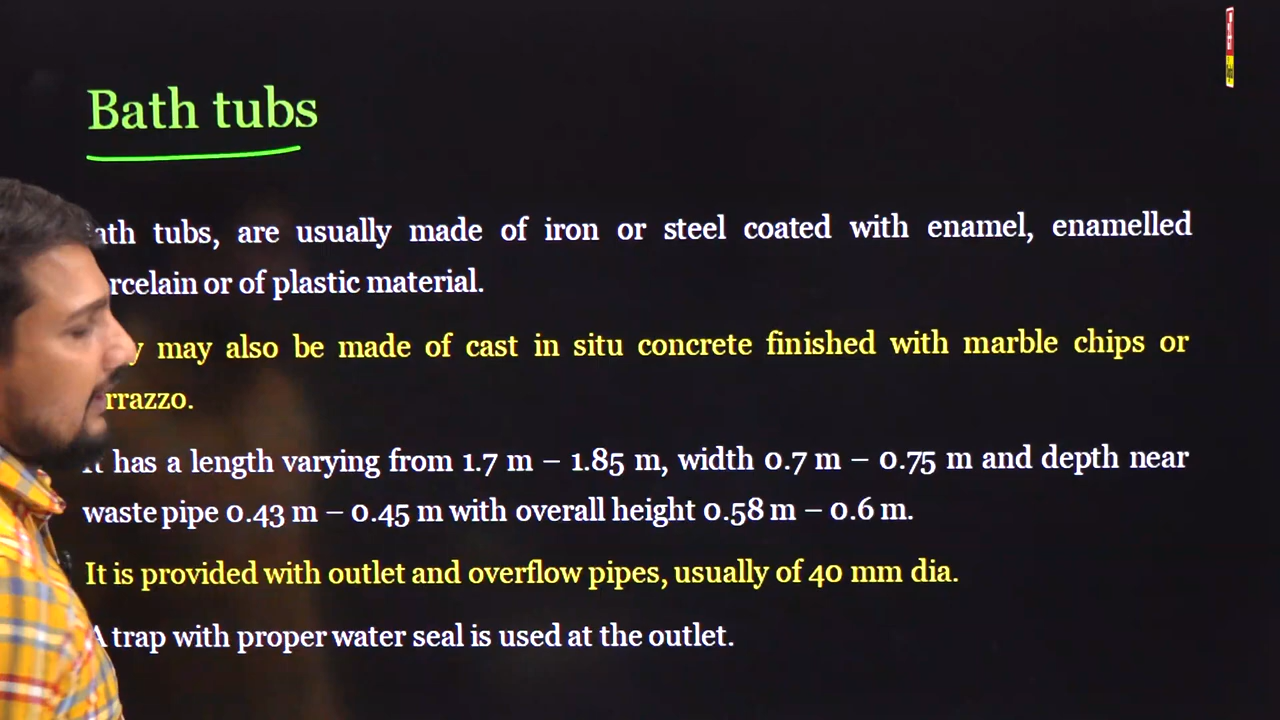 Bath tubs
ath tubs, are usually made of iron or steel coated with enamel, enamelled
rcelain or of plastic material.
y may also be made of cast in situ concrete finished with marble chips or
rrazzo.
It has a length varying from 1.7 m – 1.85 m, width 0.7 m – 0.75 m and depth near
waste pipe 0.43 m – 0.45 m with overall height 0.58 m – 0.6 m.
It is provided with outlet and overflow pipes, usually of 40 mm dia.
A trap with proper water seal is used at the outlet.